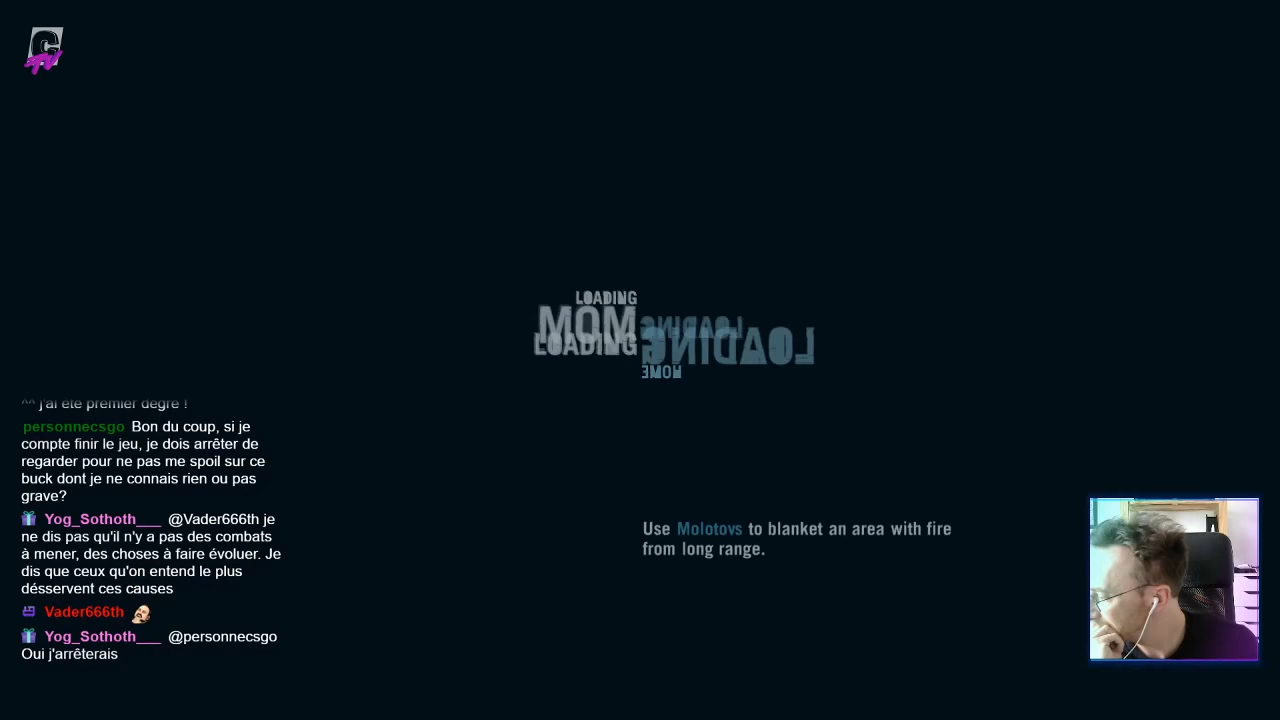 C
TV
LOADING
MOM
LOADING
LOADING
LOADING
HOME
^^ j'ai été premier degré !
personnecsgo Bon du coup, si je
compte finir le jeu, je dois arrêter de
regarder pour ne pas me spoil sur ce
buck dont je ne connais rien ou pas
grave?
Yog_Sothoth___ @Vader666th je
ne dis pas qu'il n'y a pas des combats
à mener, des choses à faire évoluer. Je
dis que ceux qu'on entend le plus
désservent ces causes
Vader666th
Yog_Sothoth___ @personnecsgo
Oui j'arrêterais
Use Molotovs to blanket an area with fire
from long range.